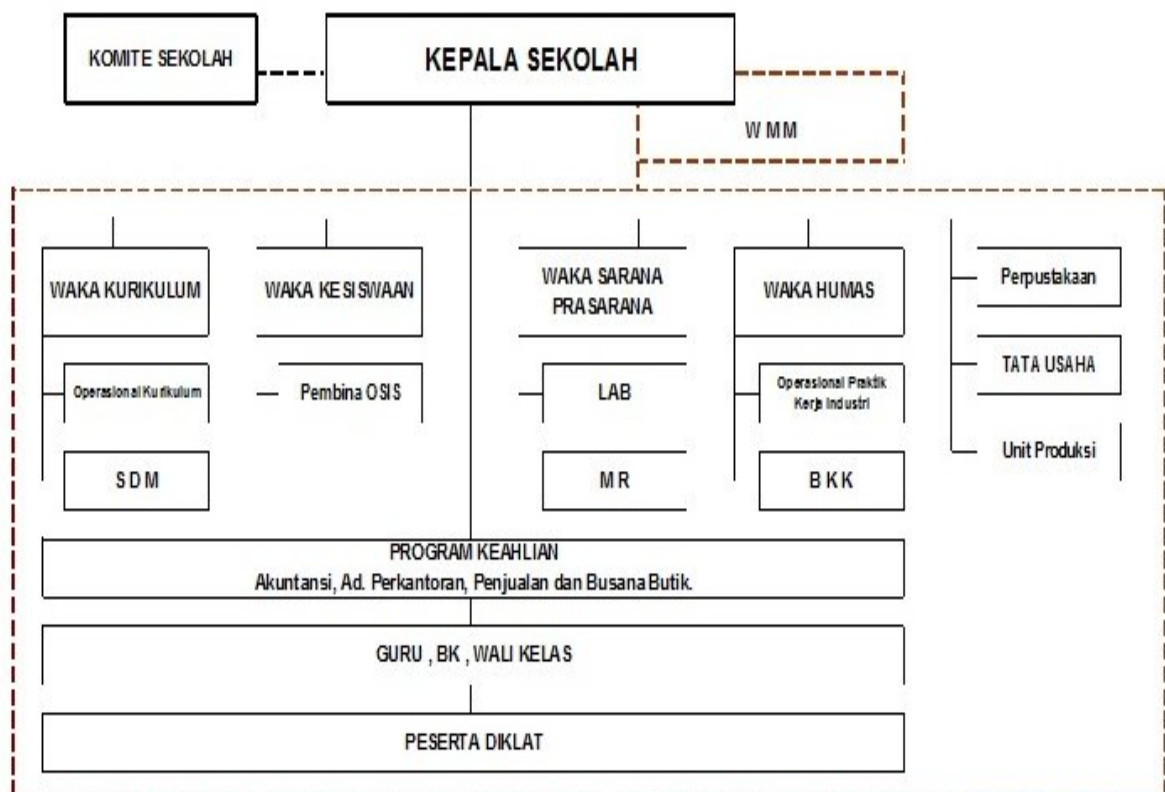 KOMITE SEKOLAH
KEPALA SEKOLAH
W MM
WAKA KURIKULUM
WAKA KESISWAAN
WAKA SARANA
PRASARANA
WAKA HUMAS
Perpustakaan
Operasional Kurikulum
Pembina OSIS
LAB
Operasional Praktik
Kerja Industri
TATA USAHA
S D M
M R
B K K
Unit Produksi
PROGRAM KEAHLIAN
Akuntansi, Ad. Perkantoran, Penjualan dan Busana Butik.
GURU , BK , WALI KELAS
PESERTA DIKLAT